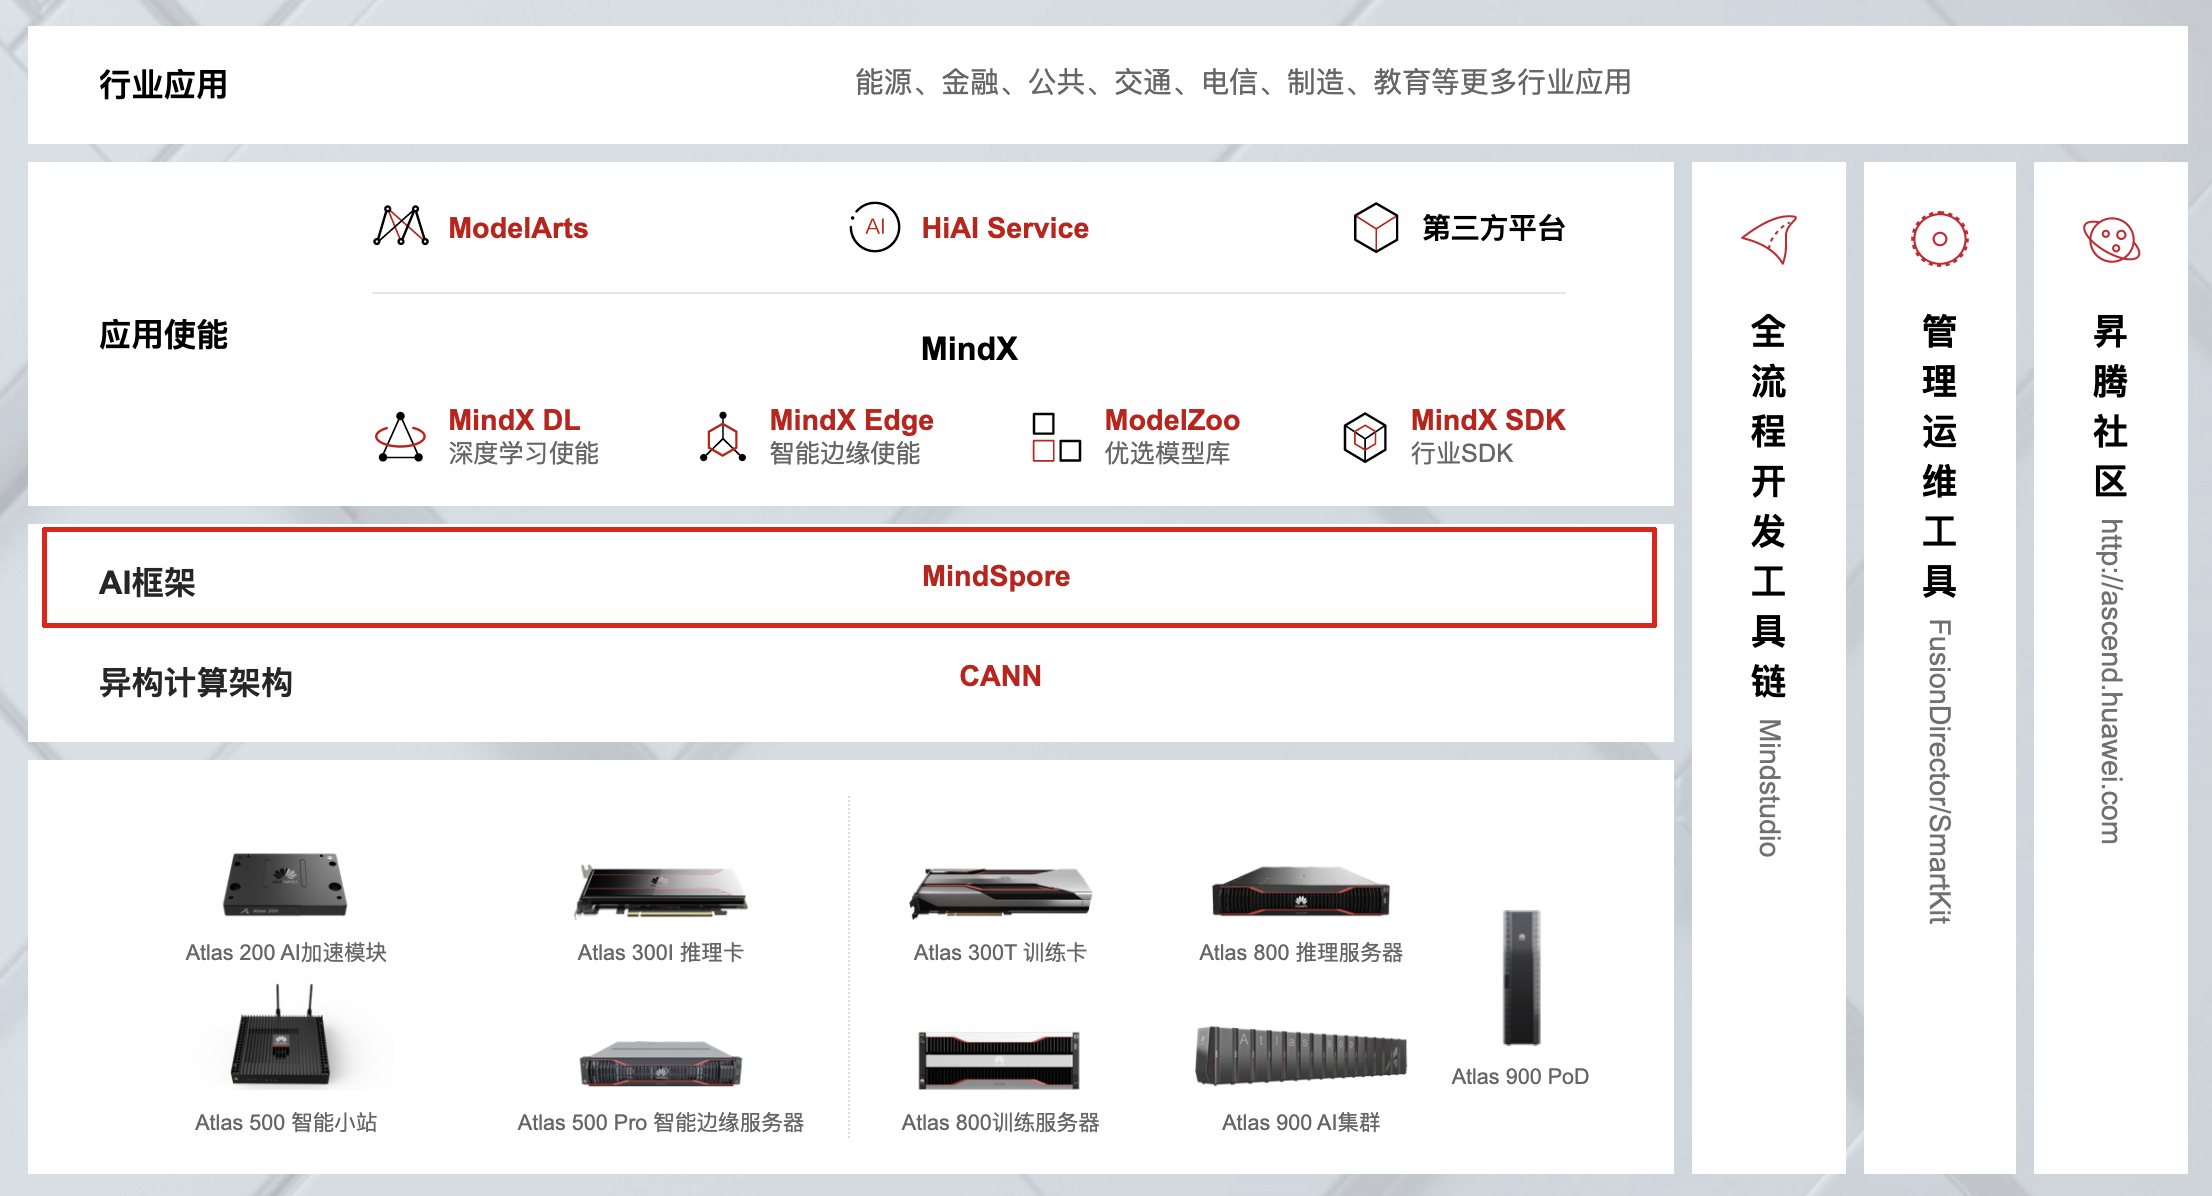 行业应用
能源、金融、公共、交通、电信、制造、教育等更多行业应用
应用使能
ModelArts
AI
HiAI Service
第三方平台
MindX
MindX DL
深度学习使能
MindX Edge
智能边缘使能
ModelZoo
优选模型库
MindX SDK
行业SDK
AI框架
MindSpore
异构计算架构
CANN
Atlas 200
Atlas 200 AI加速模块
Atlas 300I 推理卡
Atlas 300T 训练卡
Atlas 800 推理服务器
Atlas 500 智能小站
Atlas 500 Pro 智能边缘服务器
Atlas 800训练服务器
Atlas 900 AI集群
Atlas 900 PoD
全流程开发工具链 Mindstudio
管理运维工具 FusionDirector/SmartKit
昇腾社区 http://ascend.huawei.com